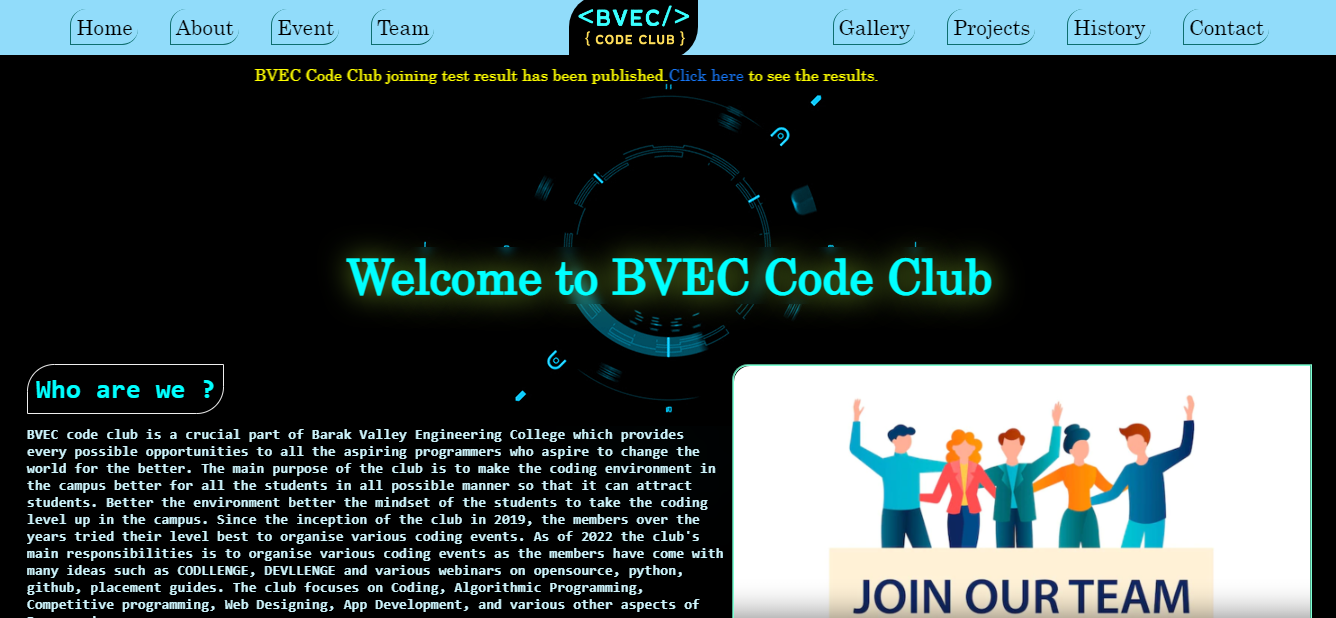 Home About Event Team <BVEC/> Gallery Projects History Contact
{ CODE CLUB }
BVEC Code Club joining test result has been published.Click here to see the results.
Welcome to BVEC Code Club
Who are we ?
BVEC code club is a crucial part of Barak Valley Engineering College which provides
every possible opportunities to all the aspiring programmers who aspire to change the
world for the better. The main purpose of the club is to make the coding environment in
the campus better for all the students in all possible manner so that it can attract
students. Better the environment better the mindset of the students to take the coding
level up in the campus. Since the inception of the club in 2019, the members over the
years tried their level best to organise various coding events. As of 2022 the club's
main responsibilities is to organise various coding events as the members have come with
many ideas such as CODLLENGE, DEVLLENGE and various webinars on opensource, python,
github, placement guides. The club focuses on Coding, Algorithmic Programming,
Competitive programming, Web Designing, App Development, and various other aspects of
JOIN OUR TEAM